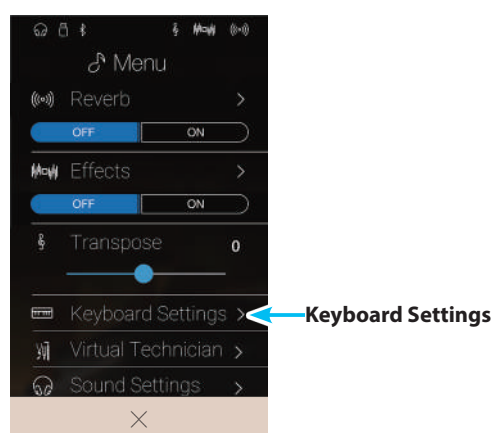 Menu
Reverb >
OFF ON
Effects >
OFF ON
Transpose 0
Keyboard Settings >
Keyboard Settings
Virtual Technician >
Sound Settings >